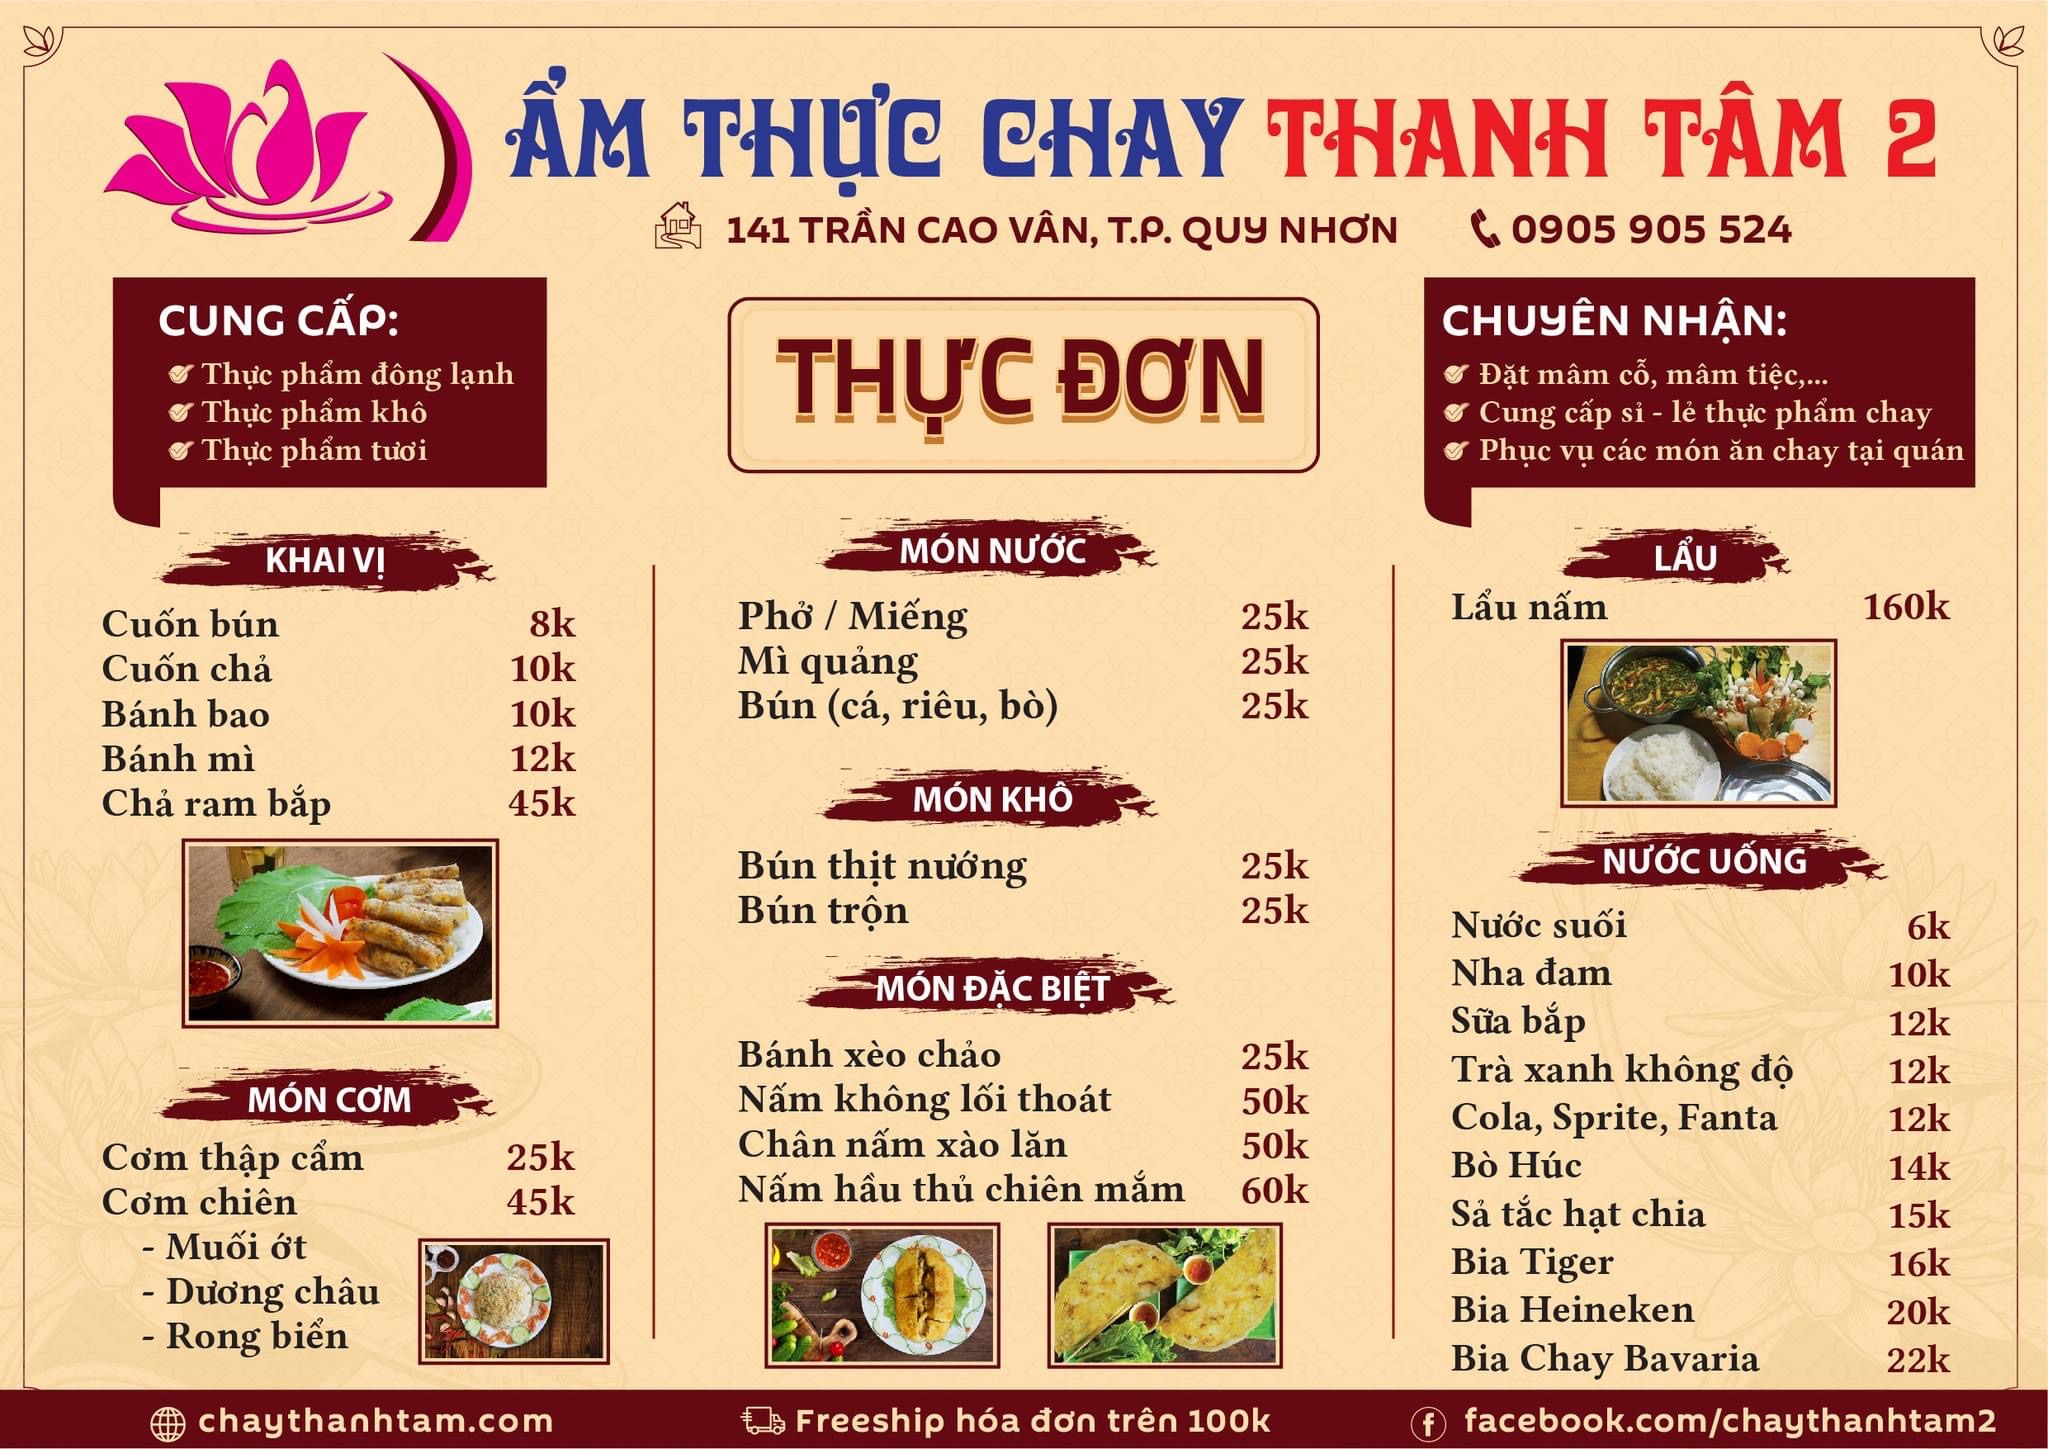 ẨM THỰC CHAY THANH TÂM 2
141 TRẦN CAO VÂN, T.P. QUY NHƠN 0905 905 524
CUNG CẤP:
Thực phẩm đông lạnh
Thực phẩm khô
Thực phẩm tươi
THỰC ĐƠN
CHUYÊN NHẬN:
Đặt mâm cỗ, mâm tiệc,...
Cung cấp sỉ - lẻ thực phẩm chay
Phục vụ các món ăn chay tại quán
KHAI VỊ
Cuốn bún 8k
Cuốn chả 10k
Bánh bao 10k
Bánh mì 12k
Chả ram bắp 45k
MÓN CƠM
Cơm thập cẩm 25k
Cơm chiên 45k
- Muối ớt
- Dương châu
- Rong biển
MÓN NƯỚC
Phở / Miếng 25k
Mì quảng 25k
Bún (cá, riêu, bò) 25k
MÓN KHÔ
Bún thịt nướng 25k
Bún trộn 25k
MÓN ĐẶC BIỆT
Bánh xèo chảo 25k
Nấm không lối thoát 50k
Chân nấm xào lăn 50k
Nấm hầu thủ chiên mắm 60k
LẨU
Lẩu nấm 160k
NƯỚC UỐNG
Nước suối 6k
Nha đam 10k
Sữa bắp 12k
Trà xanh không độ 12k
Cola, Sprite, Fanta 12k
Bò Húc 14k
Sả tắc hạt chia 15k
Bia Tiger 16k
Bia Heineken 20k
Bia Chay Bavaria 22k
chaythanhtam.com
Freeship hóa đơn trên 100k
facebook.com/chaythanhtam2